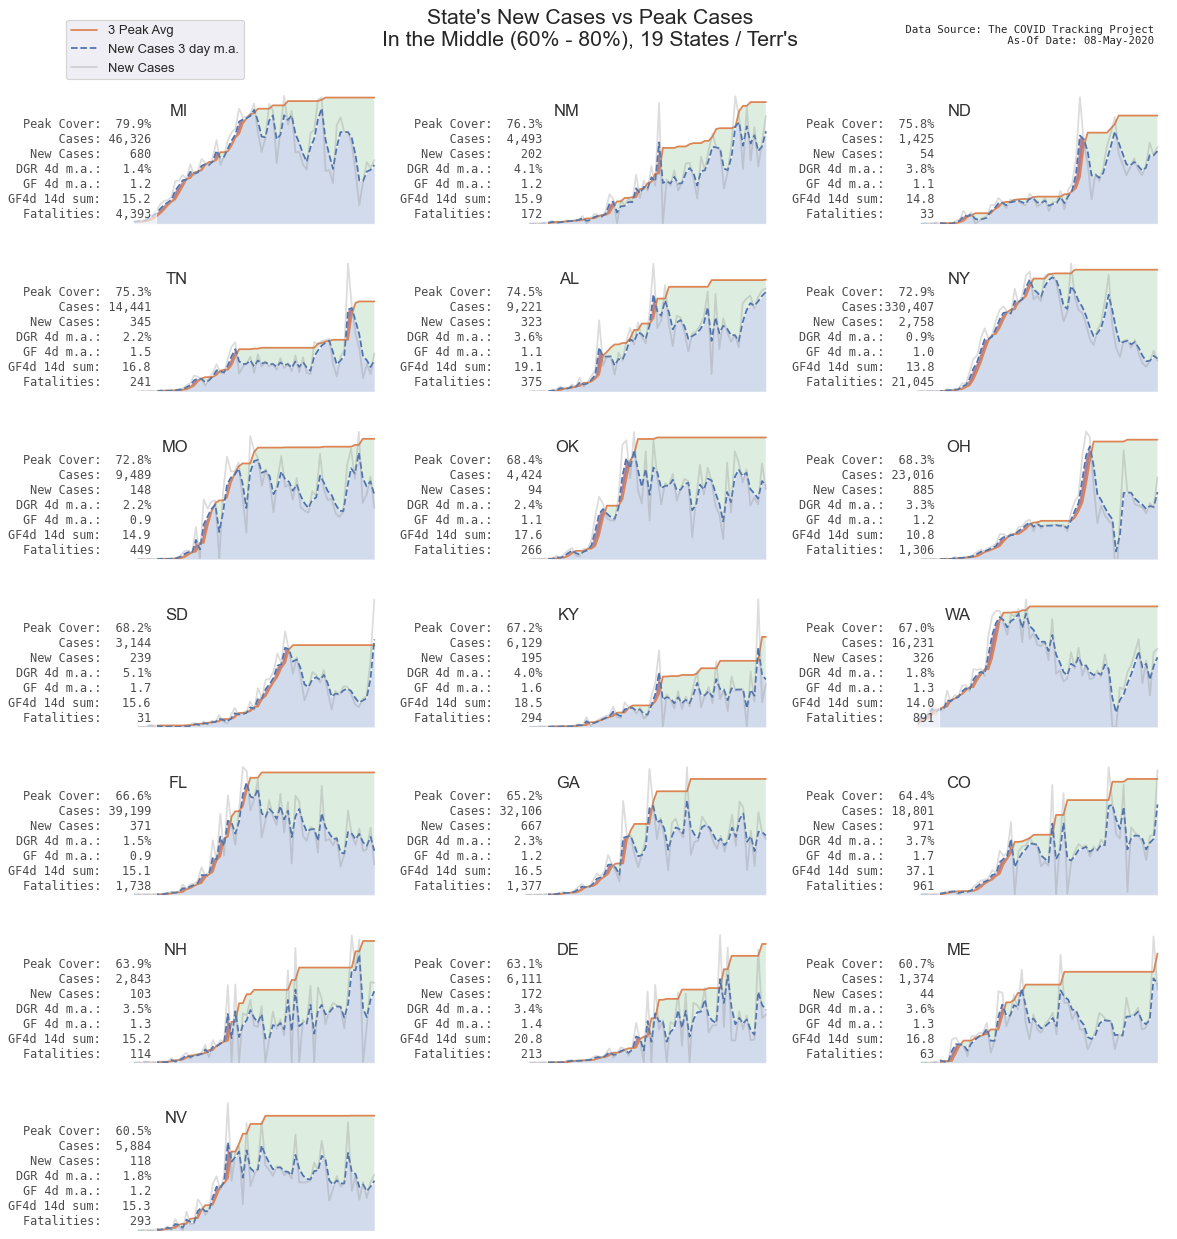 State's New Cases vs Peak Cases
In the Middle (60% - 80%), 19 States / Terr's
3 Peak Avg
New Cases 3 day m.a.
New Cases
Data Source: The COVID Tracking Project
As-Of Date: 08-May-2020
MI
Peak Cover: 79.9%
Cases: 46,326
New Cases: 680
DGR 4d m.a.: 1.4%
GF 4d m.a.: 1.2
GF4d 14d sum: 15.2
Fatalities: 4,393
NM
Peak Cover: 76.3%
Cases: 4,493
New Cases: 202
DGR 4d m.a.: 4.1%
GF 4d m.a.: 1.2
GF4d 14d sum: 15.9
Fatalities: 172
ND
Peak Cover: 75.8%
Cases: 1,425
New Cases: 54
DGR 4d m.a.: 3.8%
GF 4d m.a.: 1.1
GF4d 14d sum: 14.8
Fatalities: 33
TN
Peak Cover: 75.3%
Cases: 14,441
New Cases: 345
DGR 4d m.a.: 2.2%
GF 4d m.a.: 1.5
GF4d 14d sum: 16.8
Fatalities: 241
AL
Peak Cover: 74.5%
Cases: 9,221
New Cases: 323
DGR 4d m.a.: 3.6%
GF 4d m.a.: 1.1
GF4d 14d sum: 19.1
Fatalities: 375
NY
Peak Cover: 72.9%
Cases:330,407
New Cases: 2,758
DGR 4d m.a.: 0.9%
GF 4d m.a.: 1.0
GF4d 14d sum: 13.8
Fatalities: 21,045
MO
Peak Cover: 72.8%
Cases: 9,489
New Cases: 148
DGR 4d m.a.: 2.2%
GF 4d m.a.: 0.9
GF4d 14d sum: 14.9
Fatalities: 449
OK
Peak Cover: 68.4%
Cases: 4,424
New Cases: 94
DGR 4d m.a.: 2.4%
GF 4d m.a.: 1.1
GF4d 14d sum: 17.6
Fatalities: 266
OH
Peak Cover: 68.3%
Cases: 23,016
New Cases: 885
DGR 4d m.a.: 3.3%
GF 4d m.a.: 1.2
GF4d 14d sum: 10.8
Fatalities: 1,306
SD
Peak Cover: 68.2%
Cases: 3,144
New Cases: 239
DGR 4d m.a.: 5.1%
GF 4d m.a.: 1.7
GF4d 14d sum: 15.6
Fatalities: 31
KY
Peak Cover: 67.2%
Cases: 6,129
New Cases: 195
DGR 4d m.a.: 4.0%
GF 4d m.a.: 1.6
GF4d 14d sum: 18.5
Fatalities: 294
WA
Peak Cover: 67.0%
Cases: 16,231
New Cases: 326
DGR 4d m.a.: 1.8%
GF 4d m.a.: 1.3
GF4d 14d sum: 14.0
Fatalities: 891
FL
Peak Cover: 66.6%
Cases: 39,199
New Cases: 371
DGR 4d m.a.: 1.5%
GF 4d m.a.: 0.9
GF4d 14d sum: 15.1
Fatalities: 1,738
GA
Peak Cover: 65.2%
Cases: 32,106
New Cases: 667
DGR 4d m.a.: 2.3%
GF 4d m.a.: 1.2
GF4d 14d sum: 16.5
Fatalities: 1,377
CO
Peak Cover: 64.4%
Cases: 18,801
New Cases: 971
DGR 4d m.a.: 3.7%
GF 4d m.a.: 1.7
GF4d 14d sum: 37.1
Fatalities: 961
NH
Peak Cover: 63.9%
Cases: 2,843
New Cases: 103
DGR 4d m.a.: 3.5%
GF 4d m.a.: 1.3
GF4d 14d sum: 15.2
Fatalities: 114
DE
Peak Cover: 63.1%
Cases: 6,111
New Cases: 172
DGR 4d m.a.: 3.4%
GF 4d m.a.: 1.4
GF4d 14d sum: 20.8
Fatalities: 213
ME
Peak Cover: 60.7%
Cases: 1,374
New Cases: 44
DGR 4d m.a.: 3.6%
GF 4d m.a.: 1.3
GF4d 14d sum: 16.8
Fatalities: 63
NV
Peak Cover: 60.5%
Cases: 5,884
New Cases: 118
DGR 4d m.a.: 1.8%
GF 4d m.a.: 1.2
GF4d 14d sum: 15.3
Fatalities: 293